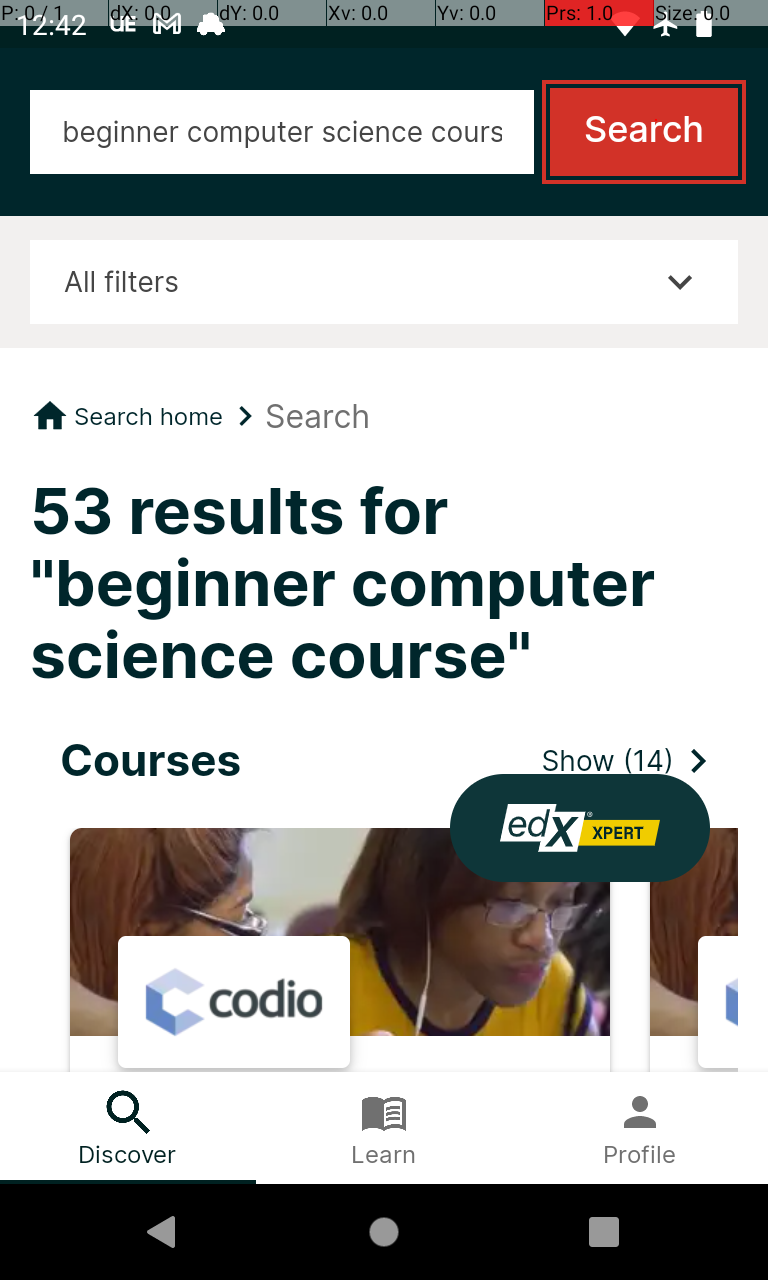 P: 0 / 1 dX: 0.0 dY: 0.0 Xv: 0.0 Yv: 0.0 Prs: 1.0 Size: 0.0
12:42
beginner computer science cours
Search
All filters
Search home
Search
53 results for
"beginner computer
science course"
Courses
Show (14)
edX® XPERT
codio
Discover
Learn
Profile